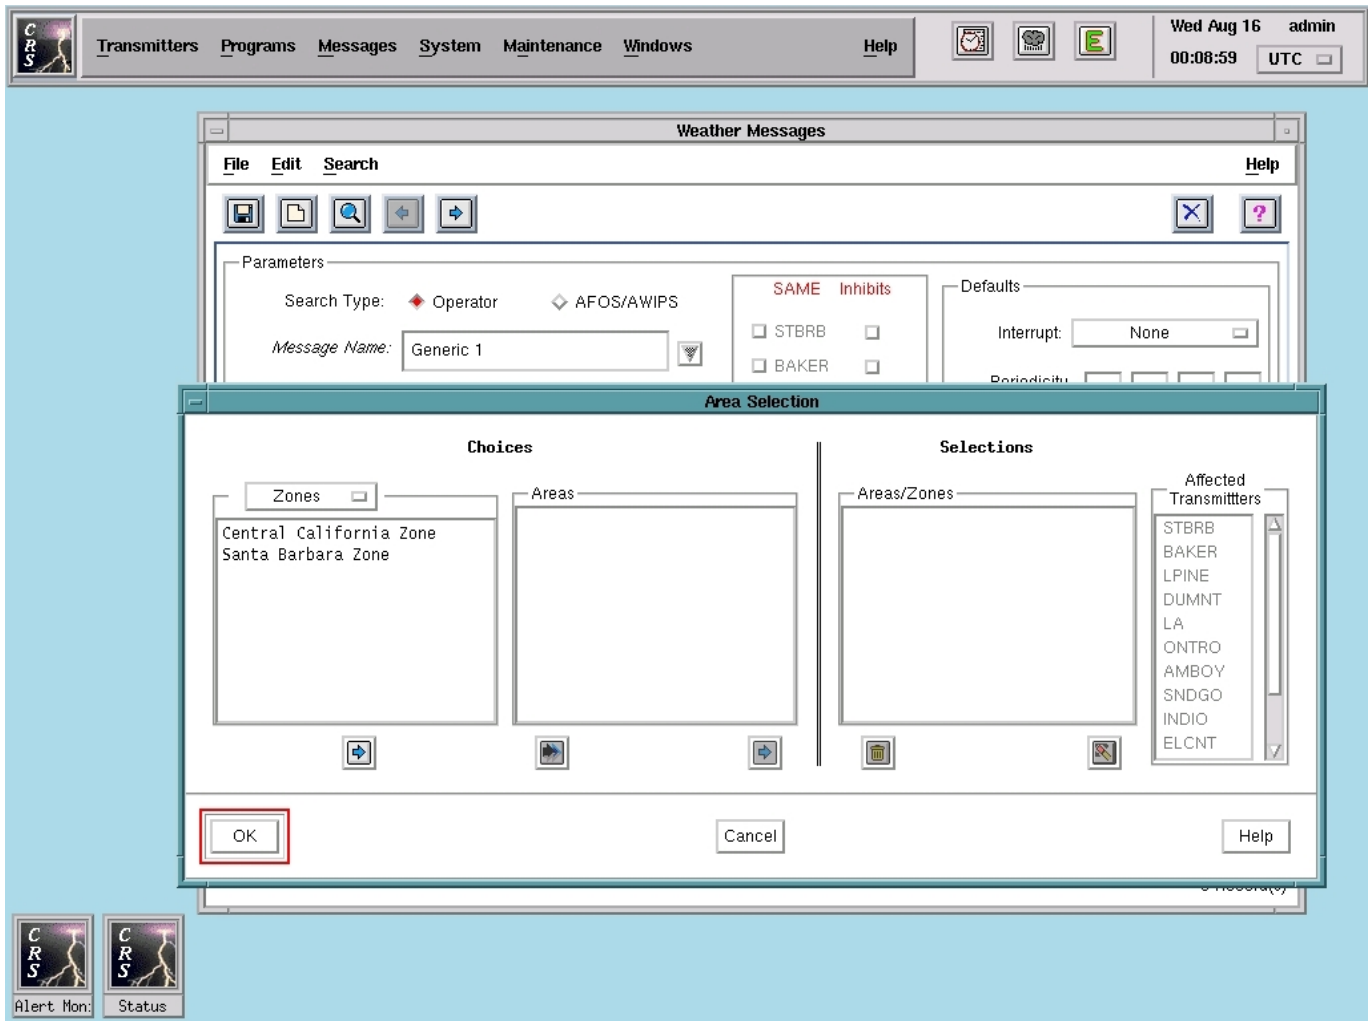 CRS
Transmitters Programs Messages System Maintenance Windows Help
Wed Aug 16 admin
00:08:59 UTC
Weather Messages
File Edit Search Help
Parameters
Search Type: Operator AFOS/AWIPS
Message Name: Generic 1
SAME Inhibits
STBRB
BAKER
Defaults
Interrupt: None
Periodicity
Area Selection
Choices
Zones
Central California Zone
Santa Barbara Zone
Areas
Selections
Areas/Zones
Affected
Transmittters
STBRB
BAKER
LPINE
DUMNT
LA
ONTRO
AMBOY
SNDGO
INDIO
ELCNT
OK Cancel Help
CRS
Alert Mon:
CRS
Status